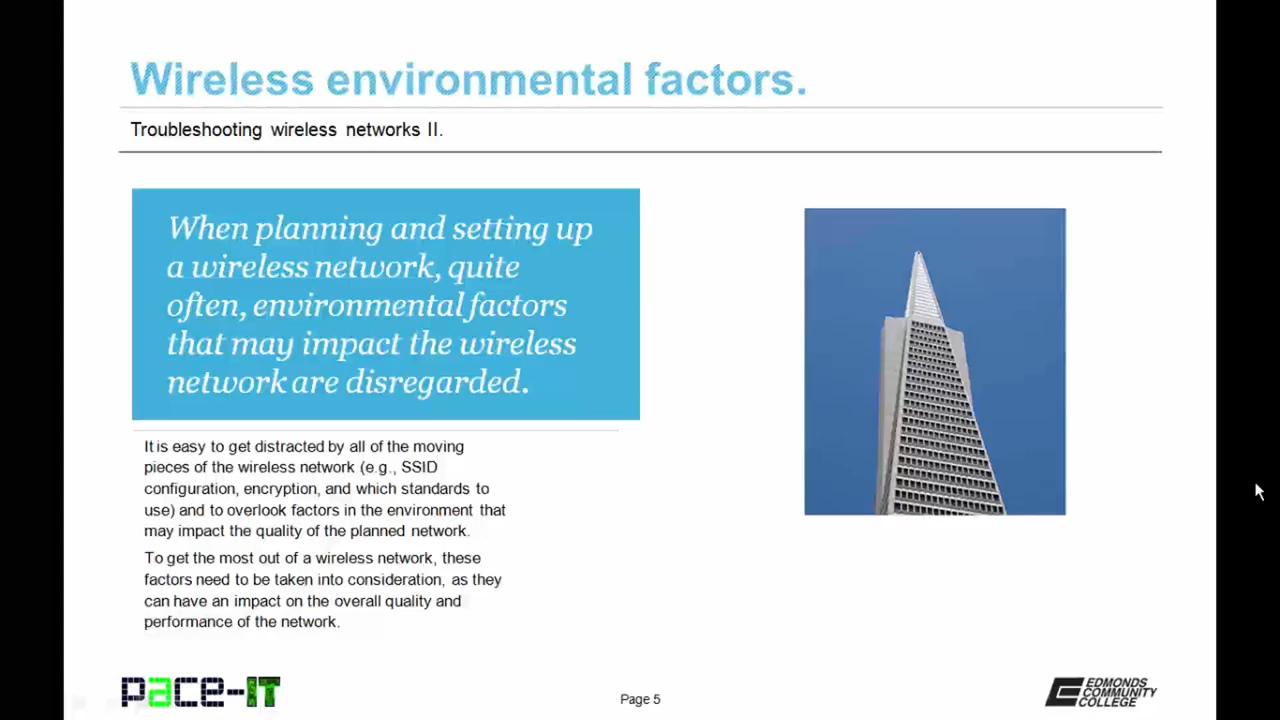 Wireless environmental factors.
Troubleshooting wireless networks II.
When planning and setting up
a wireless network, quite
often, environmental factors
that may impact the wireless
network are disregarded.
It is easy to get distracted by all of the moving
pieces of the wireless network (e.g., SSID
configuration, encryption, and which standards to
use) and to overlook factors in the environment that
may impact the quality of the planned network.
To get the most out of a wireless network, these
factors need to be taken into consideration, as they
can have an impact on the overall quality and
performance of the network.
pace-IT
Page 5
EDMONDS
COMMUNITY
COLLEGE